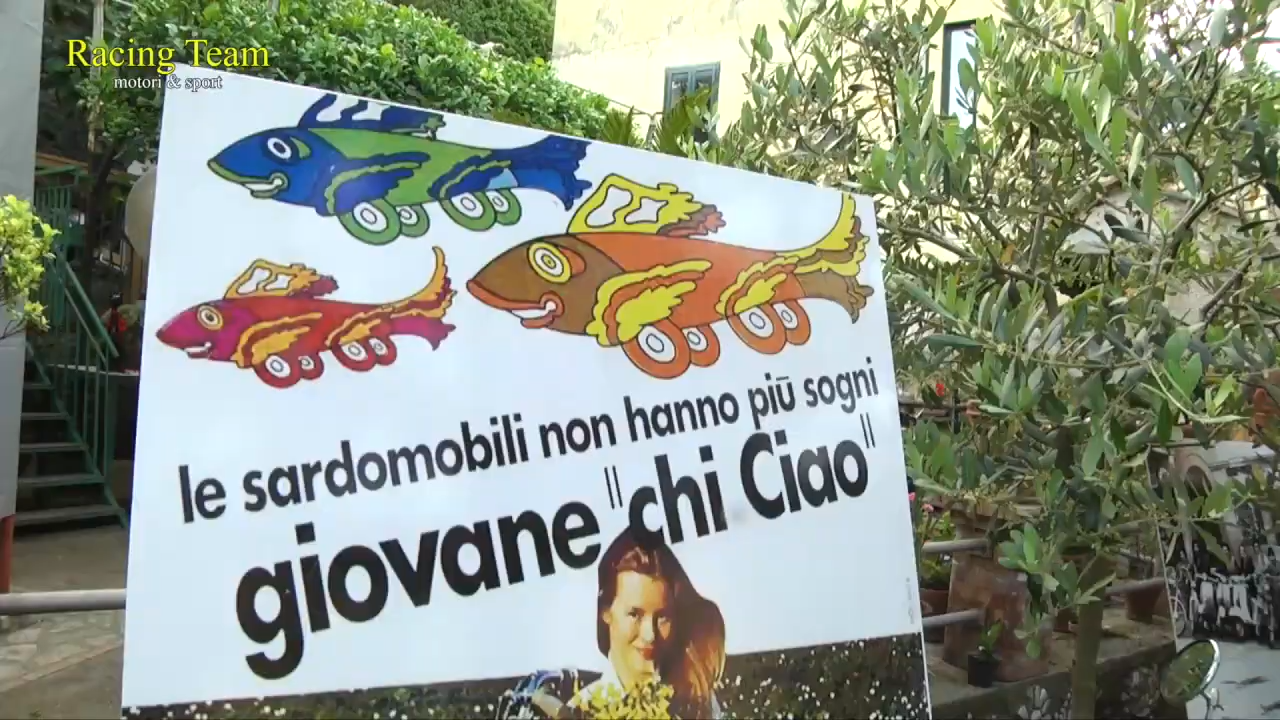 Racing Team
motori & sport
le sardomobili non hanno più sogni
giovane "chi Ciao"